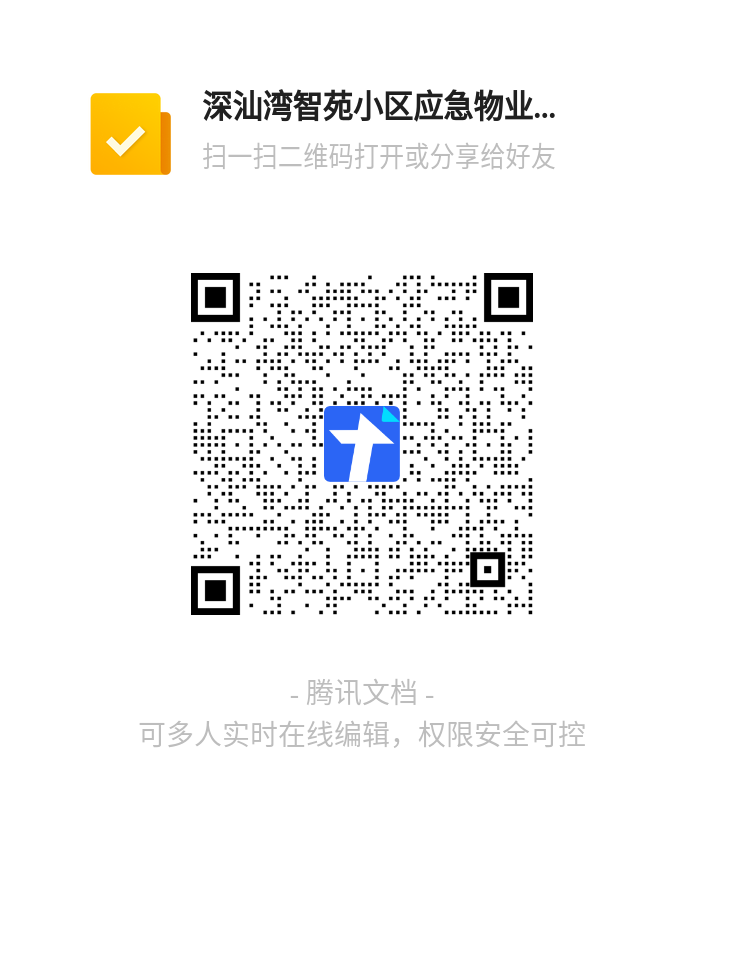 深汕湾智苑小区应急物业...
扫一扫二维码打开或分享给好友
- 腾讯文档 -
可多人实时在线编辑，权限安全可控